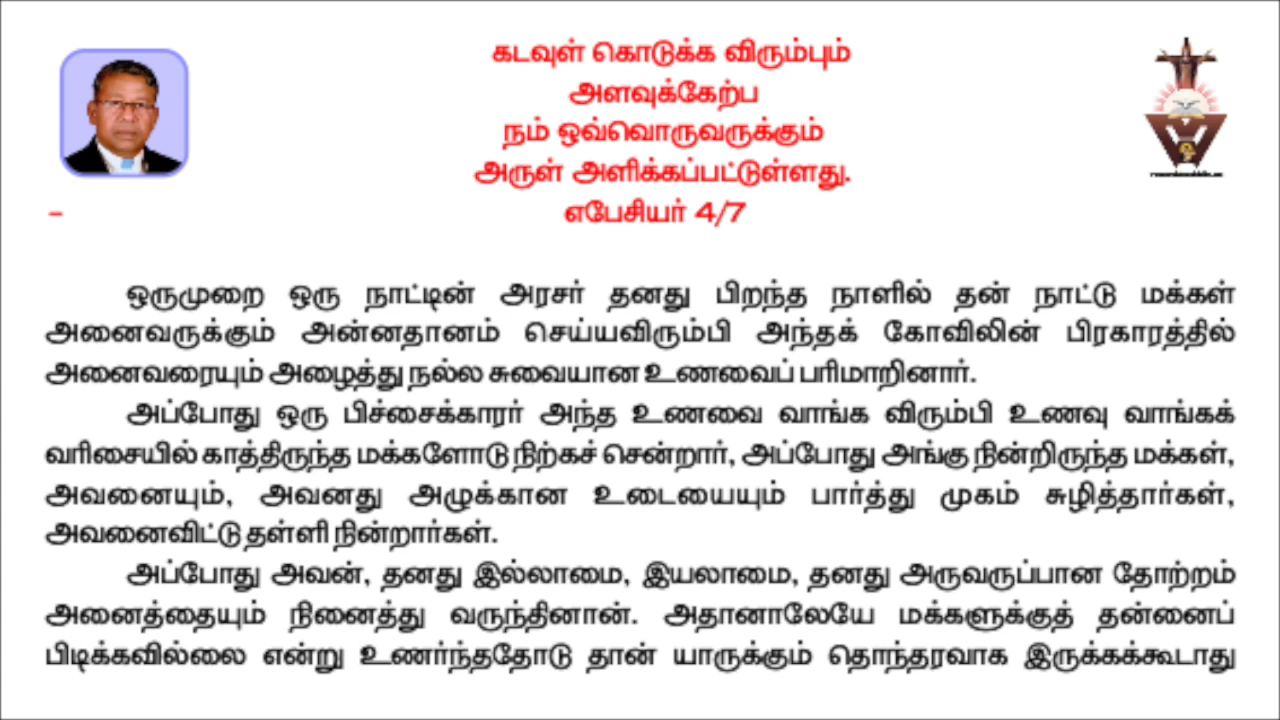 கடவுள் கொடுக்க விரும்பும்
அளவுக்கேற்ப
நம் ஒவ்வொருவருக்கும்
அருள் அளிக்கப்பட்டுள்ளது.
– எபேசியர் 4/7
ஒருமுறை ஒரு நாட்டின் அரசர் தனது பிறந்த நாளில் தன் நாட்டு மக்கள்
அனைவருக்கும் அன்னதானம் செய்யவிரும்பி அந்தக் கோவிலின் பிரகாரத்தில்
அனைவரையும் அழைத்து நல்ல சுவையான உணவைப் பரிமாறினார்.
அப்போது ஒரு பிச்சைக்காரர் அந்த உணவை வாங்க விரும்பி உணவு வாங்கக்
வரிசையில் காத்திருந்த மக்களோடு நிற்கச் சென்றார், அப்போது அங்கு நின்றிருந்த மக்கள்,
அவனையும், அவனது அழுக்கான உடையையும் பார்த்து முகம் சுழித்தார்கள்,
அவனைவிட்டு தள்ளி நின்றார்கள்.
அப்போது அவன், தனது இல்லாமை, இயலாமை, தனது அருவருப்பான தோற்றம்
அனைத்தையும் நினைத்து வருந்தினான். அதானாலேயே மக்களுக்குத் தன்னைப்
பிடிக்கவில்லை என்று உணர்ந்ததோடு தான் யாருக்கும் தொந்தரவாக இருக்கக்கூடாது